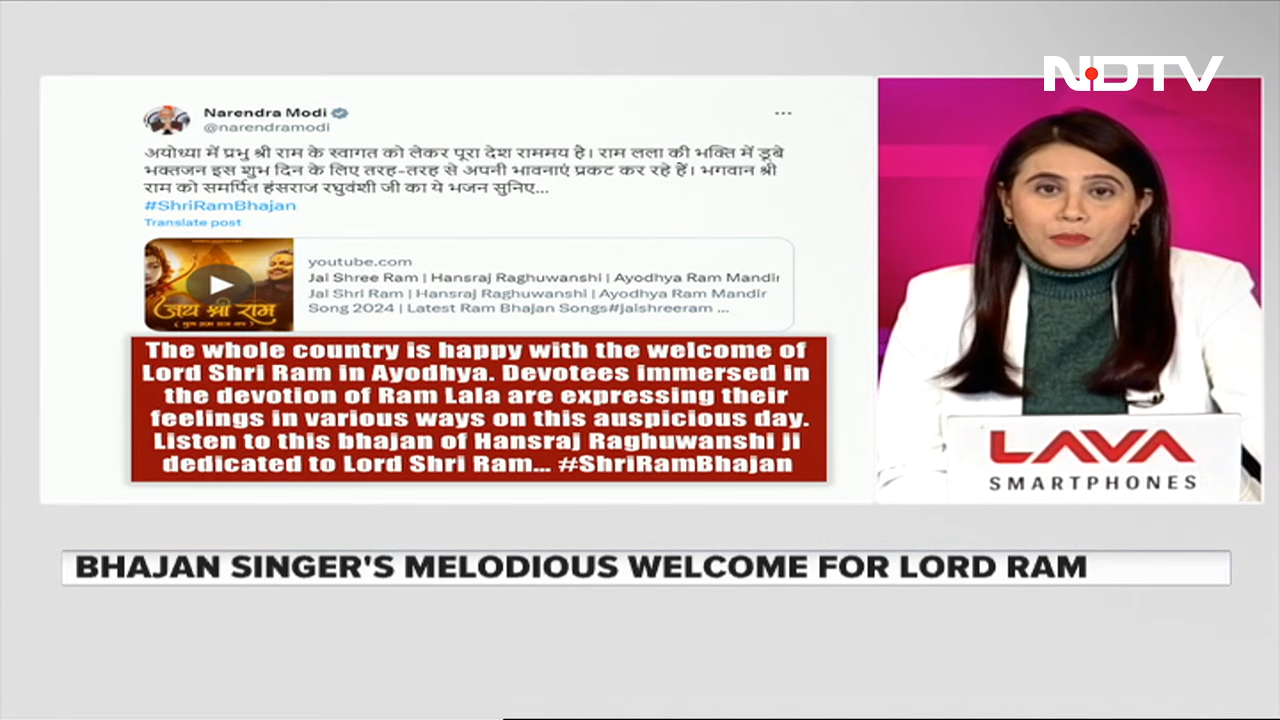 NDTV
Narendra Modi
@narendramodi
अयोध्या में प्रभु श्री राम के स्वागत को लेकर पूरा देश राममय है। राम लला की भक्ति में डूबे
भक्तजन इस शुभ दिन के लिए तरह-तरह से अपनी भावनाएं प्रकट कर रहे हैं। भगवान श्री
राम को समर्पित हंसराज रघुवंशी जी का ये भजन सुनिए...
#ShriRamBhajan
Translate post
जय श्री राम
youtube.com
Jai Shree Ram | Hansraj Raghuwanshi | Ayodhya Ram Mandir
Jai Shri Ram | Hansraj Raghuwanshi | Ayodhya Ram Mandir
Song 2024 | Latest Ram Bhajan Songs#jaishreeram ...
The whole country is happy with the welcome of
Lord Shri Ram in Ayodhya. Devotees immersed in
the devotion of Ram Lala are expressing their
feelings in various ways on this auspicious day.
Listen to this bhajan of Hansraj Raghuwanshi ji
dedicated to Lord Shri Ram... #ShriRamBhajan
LAVA
SMARTPHONES
BHAJAN SINGER'S MELODIOUS WELCOME FOR LORD RAM